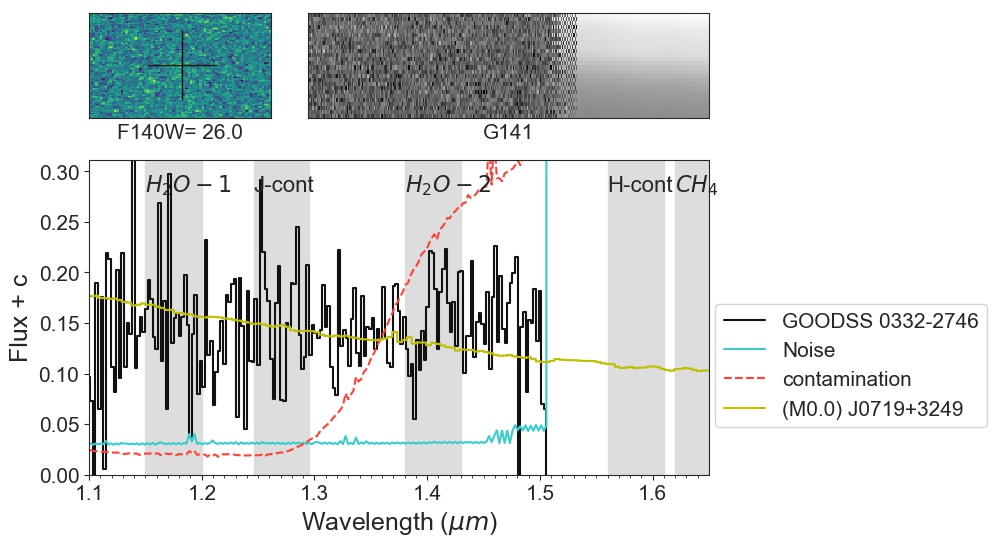 F140W= 26.0
G141
0.30
0.25
0.20
0.15
0.10
0.05
0.00
Flux + c
H₂O − 1
J-cont
H₂O − 2
H-cont
CH₄
1.1
1.2
1.3
1.4
1.5
1.6
Wavelength (μm)
GOODSS 0332-2746
Noise
contamination
(M0.0) J0719+3249